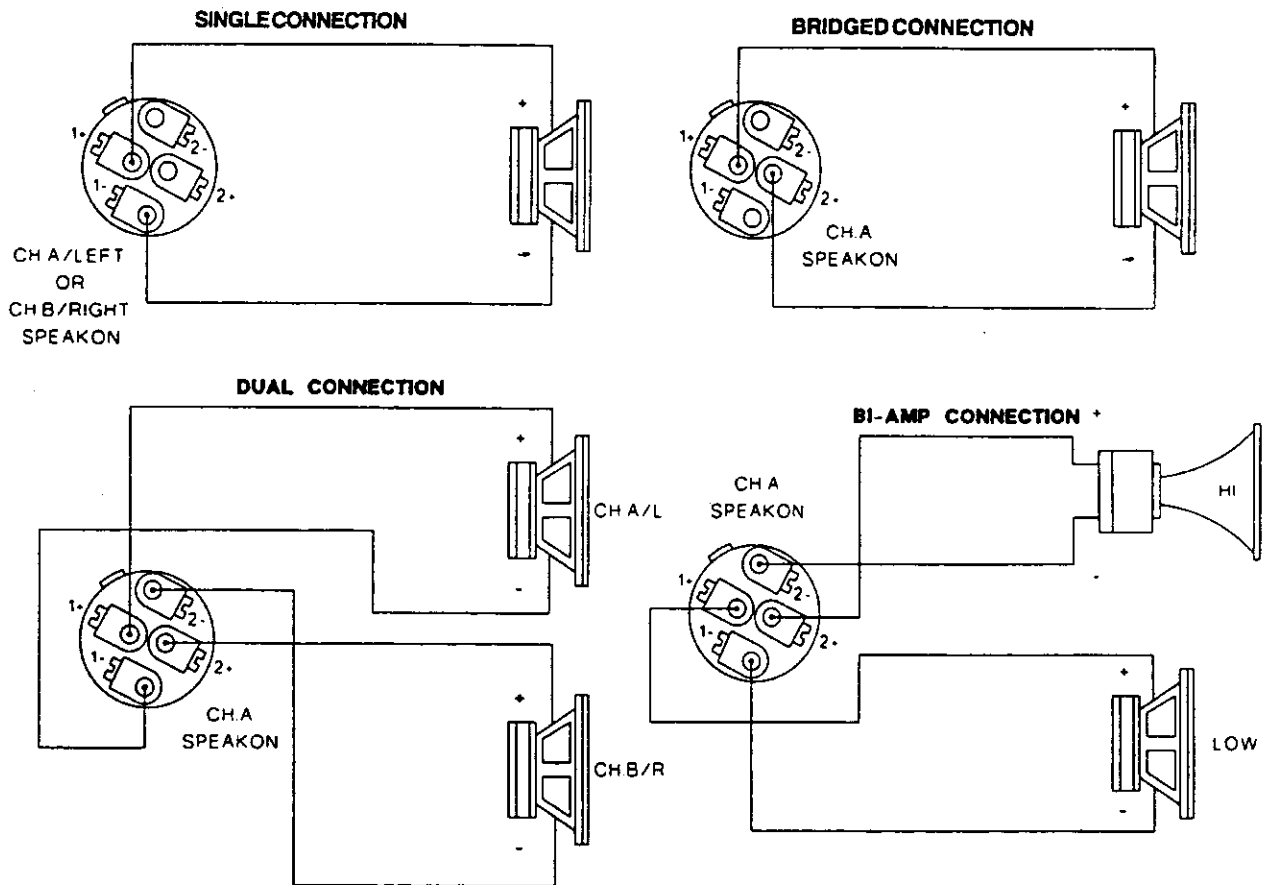 SINGLE CONNECTION
+
1+
2-
1-
2+
-
CH A/LEFT
OR
CH B/RIGHT
SPEAKON
BRIDGED CONNECTION
+
1+
2-
1-
2+
-
CH.A
SPEAKON
DUAL CONNECTION
+
CH A/L
-
1+
2-
1-
2+
CH.A
SPEAKON
+
CH.B/R
-
BI-AMP CONNECTION +
CH A
SPEAKON
HI
-
1+
2-
1-
2+
+
LOW
-